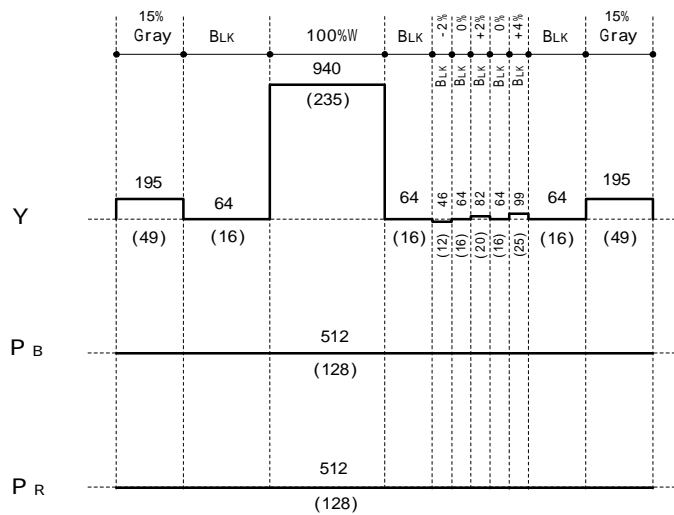 15% Gray BLK 100%W BLK -2% BLK 0% BLK +2% BLK 0% BLK +4% BLK BLK 15% Gray
940
(235)
195 64 64 46 64 82 64 99 64 195
Y
(49) (16) (16) (12) (16) (20) (16) (25) (16) (49)
512
PB
(128)
512
PR
(128)